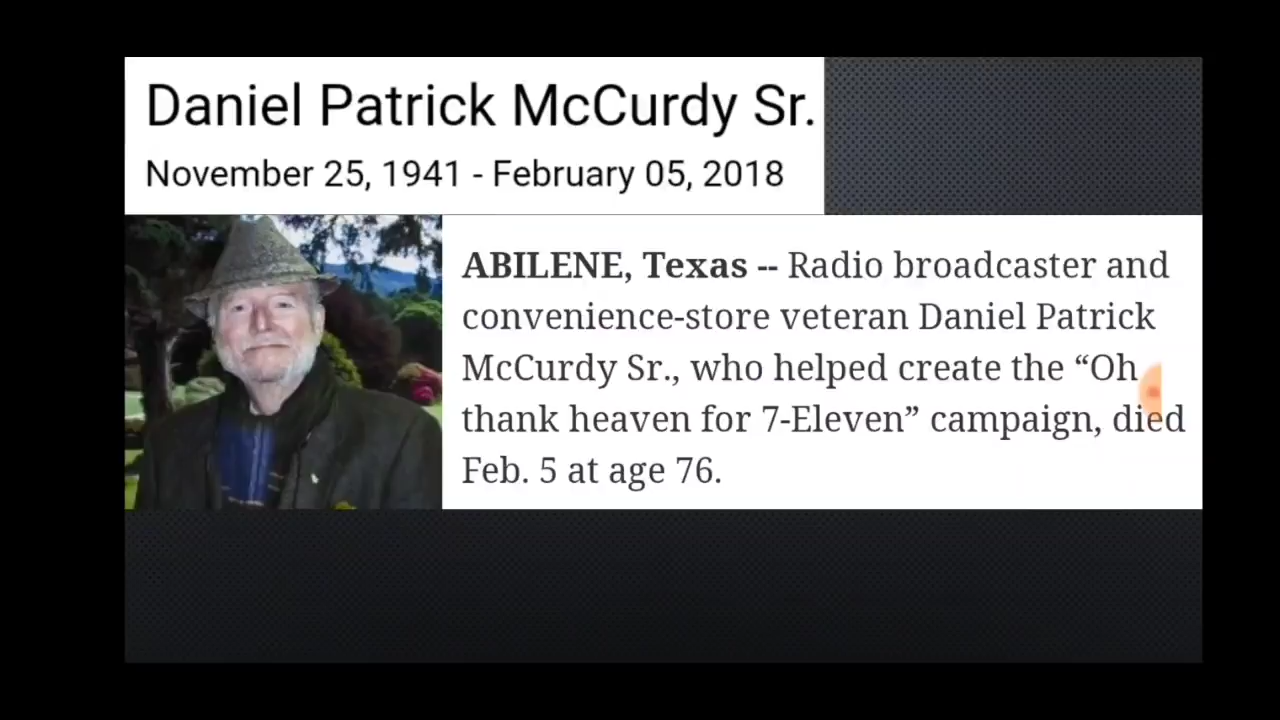 Daniel Patrick McCurdy Sr.
November 25, 1941 - February 05, 2018
ABILENE, Texas -- Radio broadcaster and
convenience-store veteran Daniel Patrick
McCurdy Sr., who helped create the “Oh
thank heaven for 7-Eleven” campaign, died
Feb. 5 at age 76.